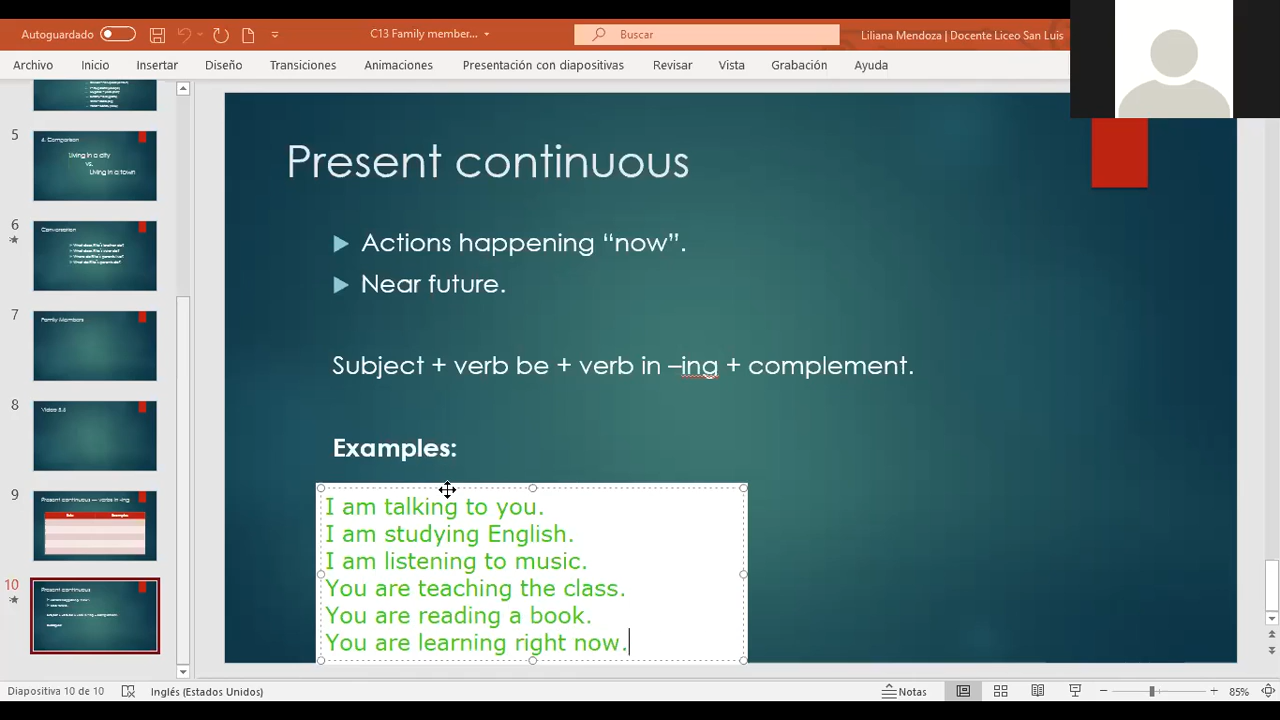 Autoguardado
C13 Family member...
Buscar
Liliana Mendoza | Docente Liceo San Luis
Archivo
Inicio
Insertar
Diseño
Transiciones
Animaciones
Presentación con diapositivas
Revisar
Vista
Grabación
Ayuda
5
4. Comparison
Living in a city
vs.
Living in a town
6
Conversation
7
Family Members
8
9
Present continuous — verbs in -ing
Rule
Examples
10
Present continuous
Present continuous
Actions happening “now”.
Near future.
Subject + verb be + verb in –ing + complement.
Examples:
I am talking to you.
I am studying English.
I am listening to music.
You are teaching the class.
You are reading a book.
You are learning right now.
Diapositiva 10 de 10
Inglés (Estados Unidos)
Notas
85%